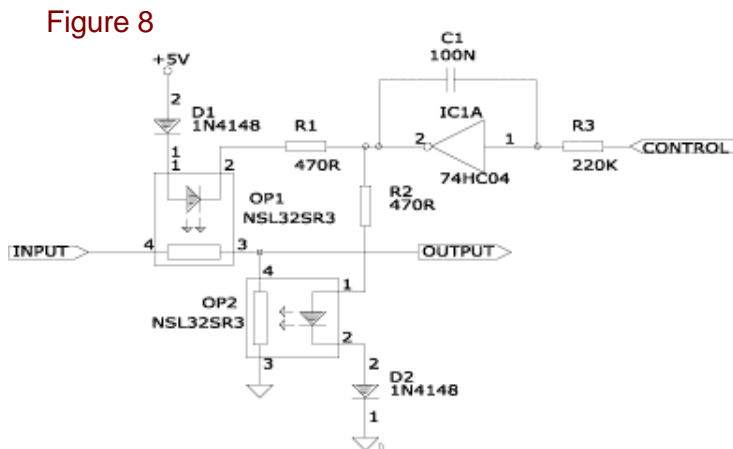 Figure 8
C1
100N
+5V
2
D1
1N4148
1
1
2
R1
470R
2
IC1A
1
74HC04
R3
220K
CONTROL
R2
470R
OP1
NSL32SR3
INPUT
4
3
OUTPUT
4
OP2
NSL32SR3
1
2
3
2
D2
1N4148
1